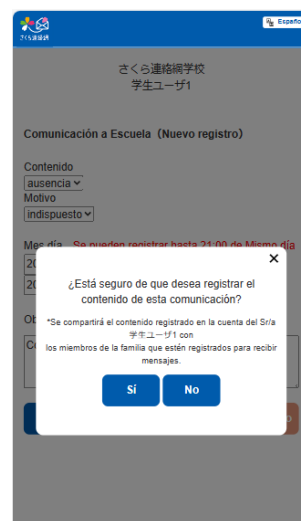 さくら連絡網
Españo
さくら連絡網学校
学生ユーザ1
Comunicación a Escuela（Nuevo registro）
Contenido
ausencia
Motivo
indispuesto
Mes día Se pueden registrar hasta 21:00 de Mismo día
20
20
¿Está seguro de que desea registrar el
contenido de esta comunicación?
*Se compartirá el contenido registrado en la cuenta del Sr/a
学生ユーザ1 con
los miembros de la familia que estén registrados para recibir
mensajes.
Ob
Co
Sí No